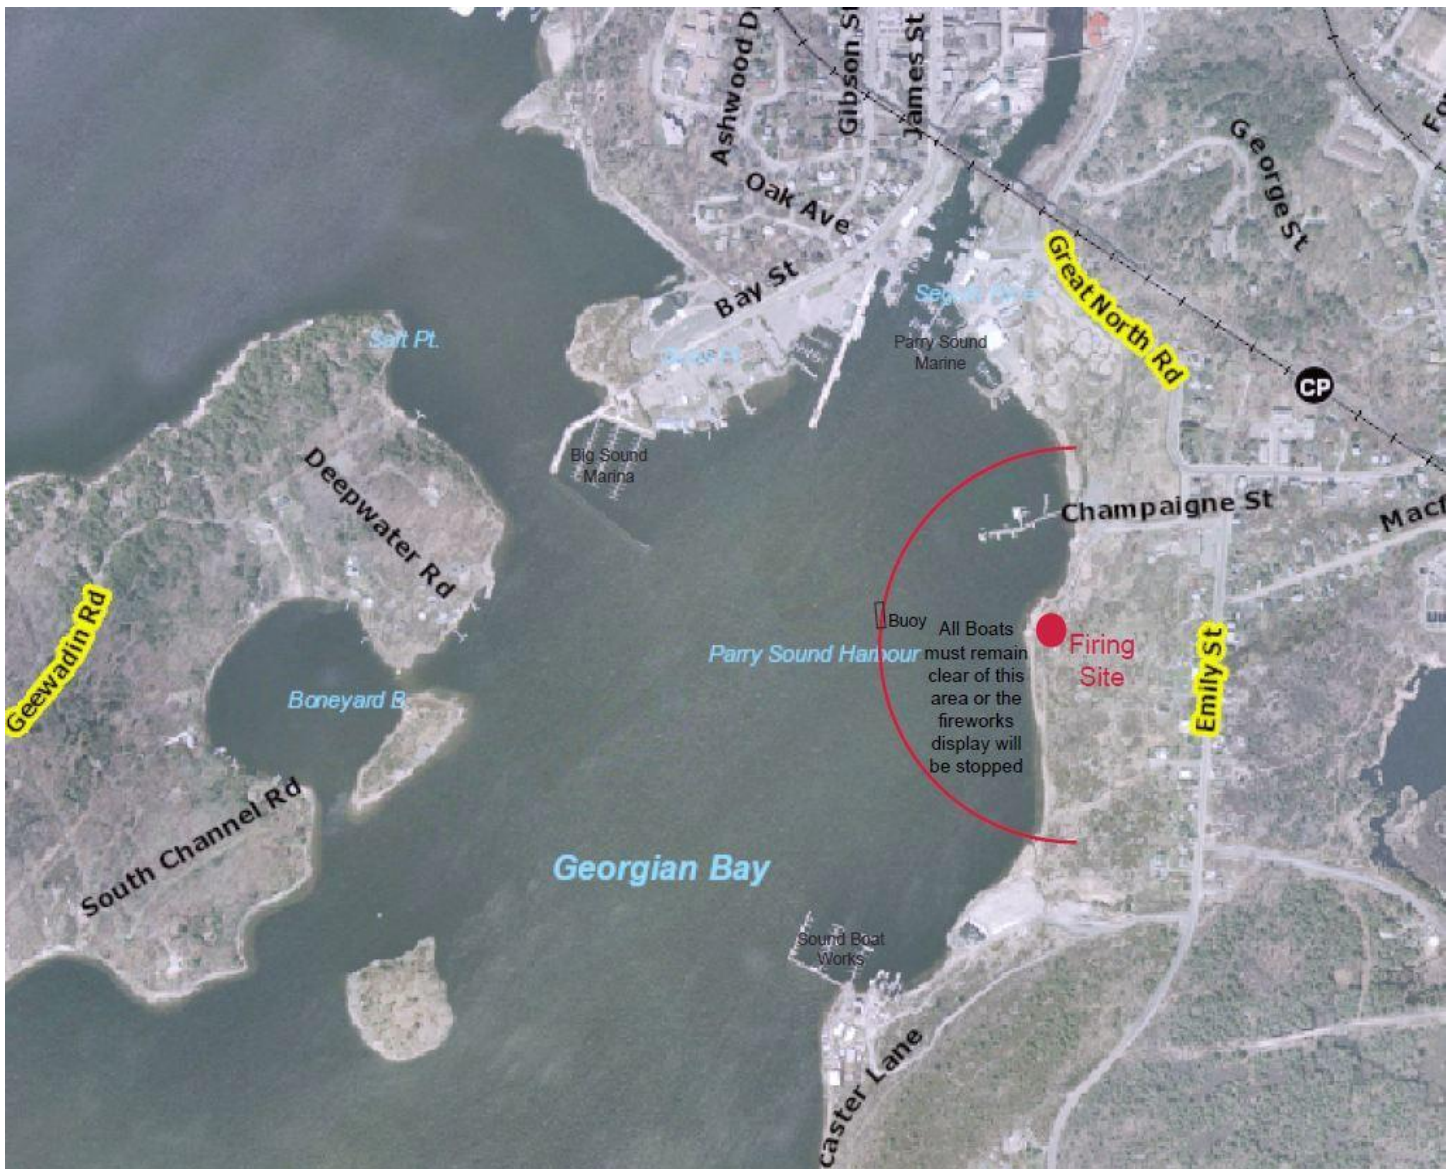 Ashwood D
Gibson St
James St
George St
Fo
Oak Ave
Bay St
Great North Rd
Salt Pt.
Parry Sound
Marine
CP
Big Sound
Marina
Deepwater Rd
Champaigne St
Geewadin Rd
Buoy
All Boats
must remain
clear of this
area or the
fireworks
display will
be stopped
Firing
Site
Parry Sound Harbour
Emily St
Boneyard B
South Channel Rd
Georgian Bay
Sound Boat
Works
caster Lane